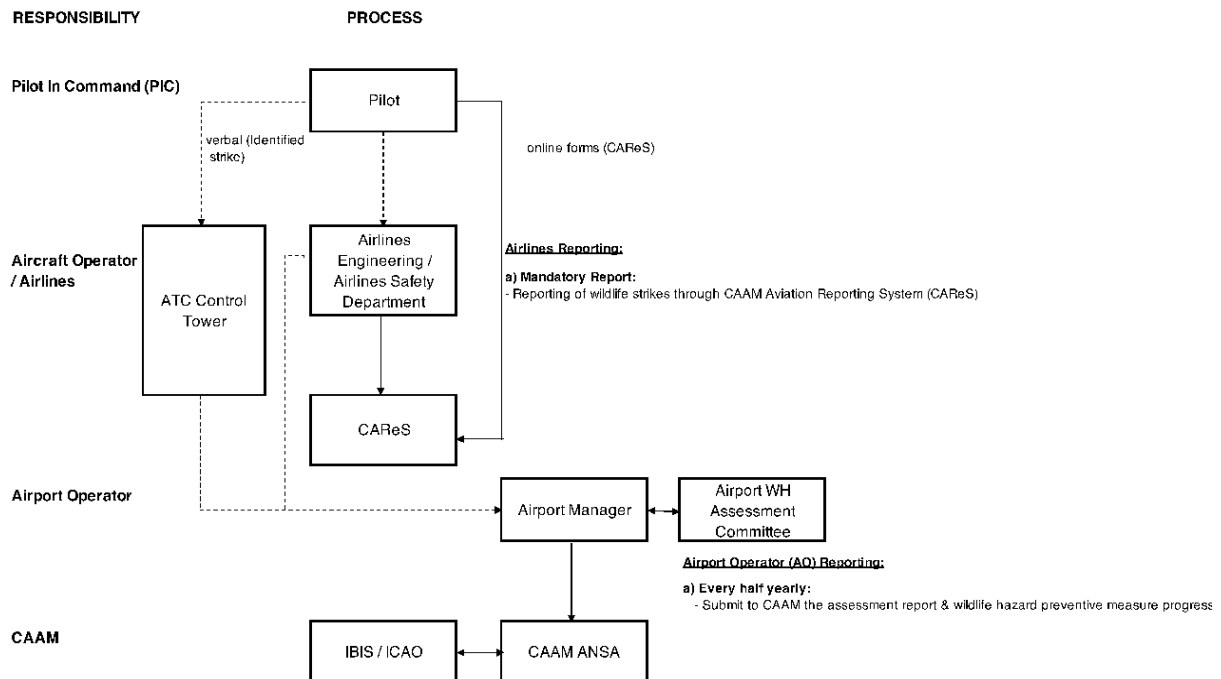 RESPONSIBILITY
PROCESS
Pilot In Command (PIC)
Pilot
verbal (Identified
strike)
online forms (CAReS)
Aircraft Operator
/ Airlines
ATC Control
Tower
Airlines
Engineering /
Airlines Safety
Department
Airlines Reporting:
a) Mandatory Report:
- Reporting of wildlife strikes through CAAM Aviation Reporting System (CAReS)
CAReS
Airport Operator
Airport Manager
Airport WH
Assessment
Committee
Airport Operator (AO) Reporting:
a) Every half yearly:
- Submit to CAAM the assessment report & wildlife hazard preventive measure progress
CAAM
IBIS / ICAO
CAAM ANSA